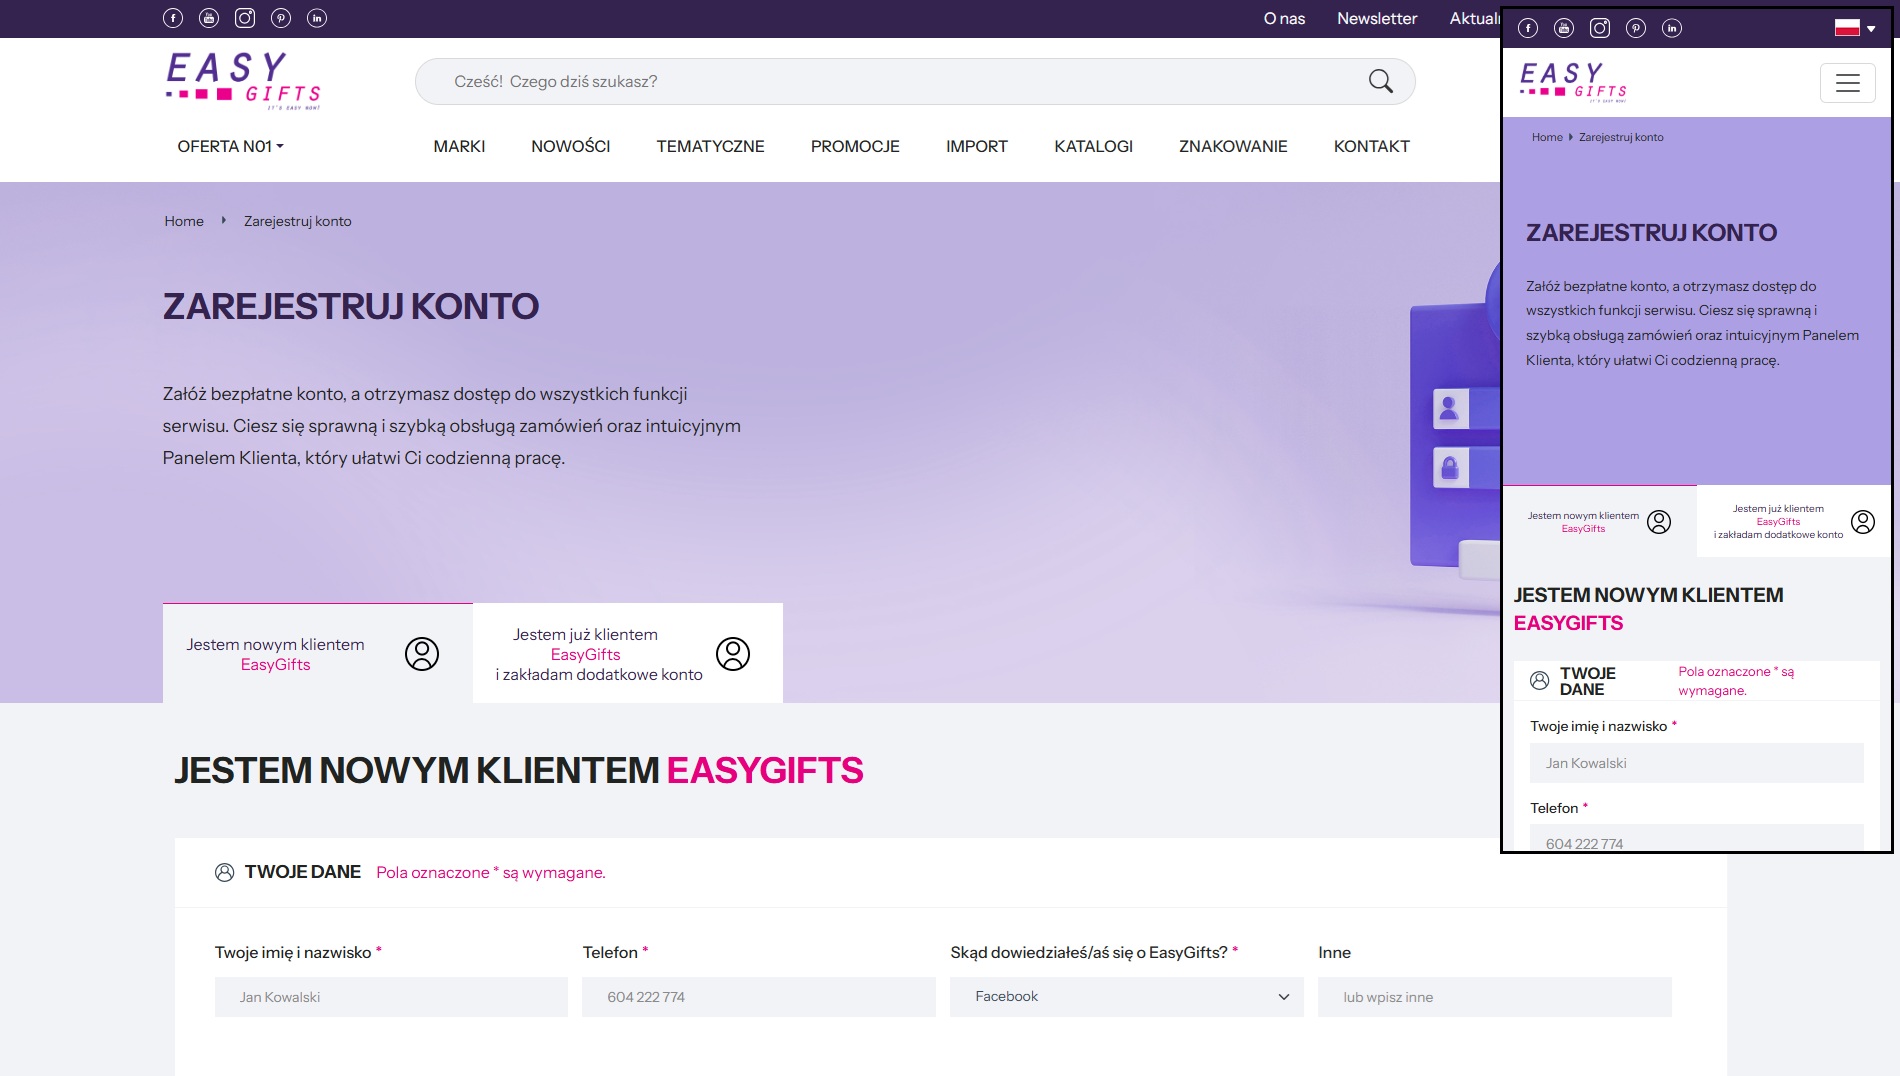 O nas Newsletter Aktualn
EASY
GIFTS
IT'S EASY NOW!
Cześć! Czego dziś szukasz?
OFERTA N01 MARKI NOWOŚCI TEMATYCZNE PROMOCJE IMPORT KATALOGI ZNAKOWANIE KONTAKT
Home Zarejestruj konto
ZAREJESTRUJ KONTO
Załóż bezpłatne konto, a otrzymasz dostęp do wszystkich funkcji
serwisu. Ciesz się sprawną i szybką obsługą zamówień oraz intuicyjnym
Panelem Klienta, który ułatwi Ci codzienną pracę.
Jestem nowym klientem
EasyGifts
Jestem już klientem
EasyGifts
i zakładam dodatkowe konto
JESTEM NOWYM KLIENTEM EASYGIFTS
TWOJE DANE Pola oznaczone * są wymagane.
Twoje imię i nazwisko * Telefon * Skąd dowiedziałeś/aś się o EasyGifts? * Inne
Jan Kowalski 604 222 774 Facebook lub wpisz inne
EASY
GIFTS
Home Zarejestruj konto
ZAREJESTRUJ KONTO
Załóż bezpłatne konto, a otrzymasz dostęp do
wszystkich funkcji serwisu. Ciesz się sprawną i
szybką obsługą zamówień oraz intuicyjnym Panelem
Klienta, który ułatwi Ci codzienną pracę.
Jestem nowym klientem
EasyGifts
Jestem już klientem
EasyGifts
i zakładam dodatkowe konto
JESTEM NOWYM KLIENTEM
EASYGIFTS
TWOJE
DANE
Pola oznaczone * są
wymagane.
Twoje imię i nazwisko *
Jan Kowalski
Telefon *
604 222 774